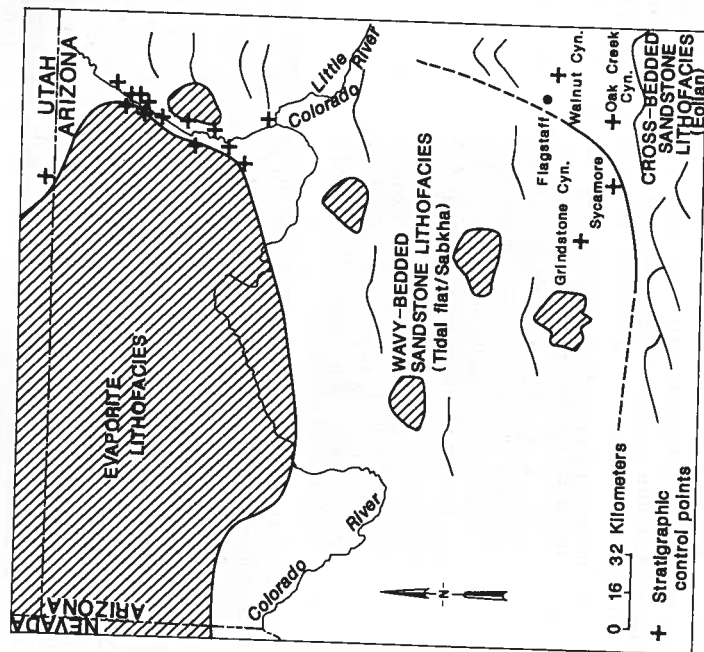 UTAH
ARIZONA
NEVADA
ARIZONA
EVAPORITE
LITHOFACIES
Little
Colorado
River
Colorado
River
WAVY-BEDDED
SANDSTONE LITHOFACIES
(Tidal flat/Sabkha)
Flagstaff
Walnut Cyn.
Grindstone Cyn.
Sycamore
Oak Creek
Cyn.
CROSS-BEDDED
SANDSTONE
LITHOFACIES
(Eolian)
-N-
0 16 32 Kilometers
+ Stratigraphic
control points